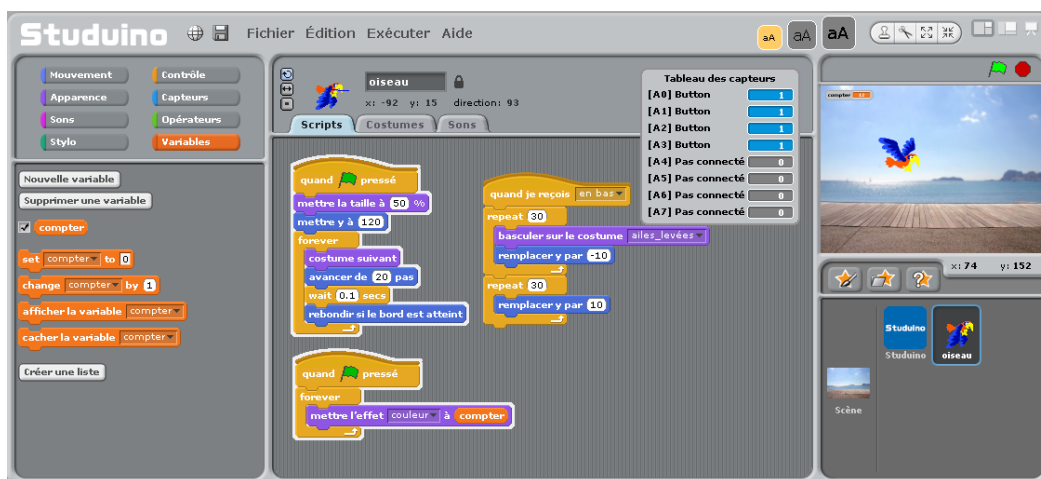 Studuino Fichier Édition Exécuter Aide aA aA aA
Mouvement Contrôle
Apparence Capteurs
Sons Opérateurs
Stylo Variables
Nouvelle variable
Supprimer une variable
compter
set compter to 0
change compter by 1
afficher la variable compter
cacher la variable compter
Créer une liste
oiseau
x: -92 y: 15 direction: 93
Scripts Costumes Sons
quand pressé
mettre la taille à 50 %
mettre y à 120
forever
costume suivant
avancer de 20 pas
wait 0.1 secs
rebondir si le bord est atteint
quand pressé
forever
mettre l'effet couleur à compter
quand je reçois en bas
repeat 30
basculer sur le costume ailes_levées
remplacer y par -10
repeat 30
remplacer y par 10
Tableau des capteurs
[A0] Button 1
[A1] Button 1
[A2] Button 1
[A3] Button 1
[A4] Pas connecté 0
[A5] Pas connecté 0
[A6] Pas connecté 0
[A7] Pas connecté 0
compter
x: 74 y: 152
Studuino
Studuino oiseau
Scène